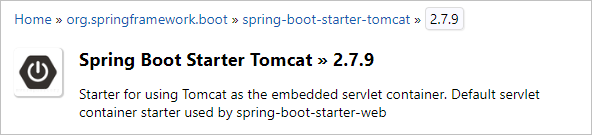 Home » org.springframework.boot » spring-boot-starter-tomcat » 2.7.9
Spring Boot Starter Tomcat » 2.7.9
Starter for using Tomcat as the embedded servlet container. Default servlet
container starter used by spring-boot-starter-web